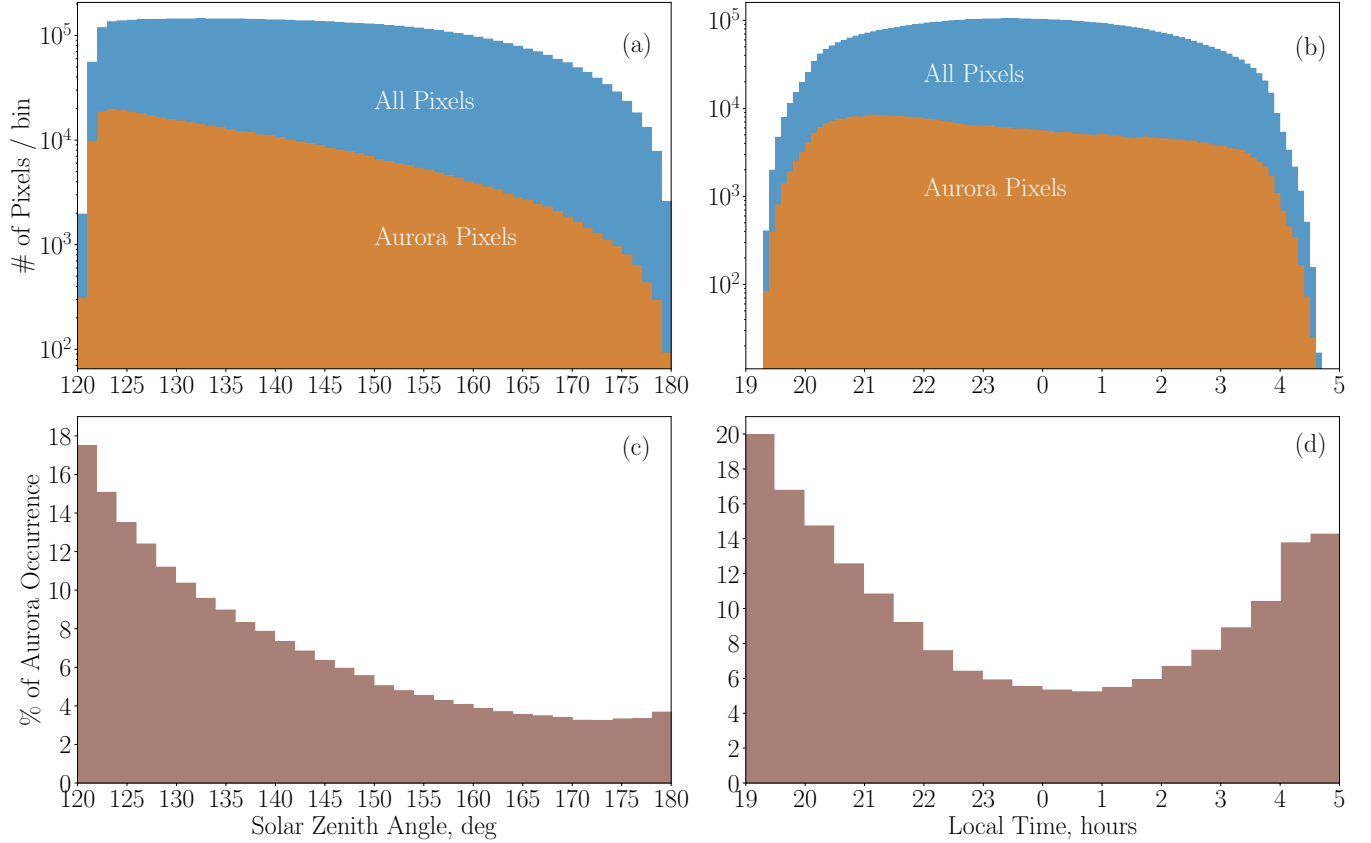 10^5
10^4
10^3
10^2
# of Pixels / bin
(a)
All Pixels
Aurora Pixels
120 125 130 135 140 145 150 155 160 165 170 175 180
10^5
10^4
10^3
10^2
(b)
All Pixels
Aurora Pixels
19 20 21 22 23 0 1 2 3 4 5
18
16
14
12
10
8
6
4
2
0
% of Aurora Occurrence
(c)
120 125 130 135 140 145 150 155 160 165 170 175 180
Solar Zenith Angle, deg
20
18
16
14
12
10
8
6
4
2
0
(d)
19 20 21 22 23 0 1 2 3 4 5
Local Time, hours